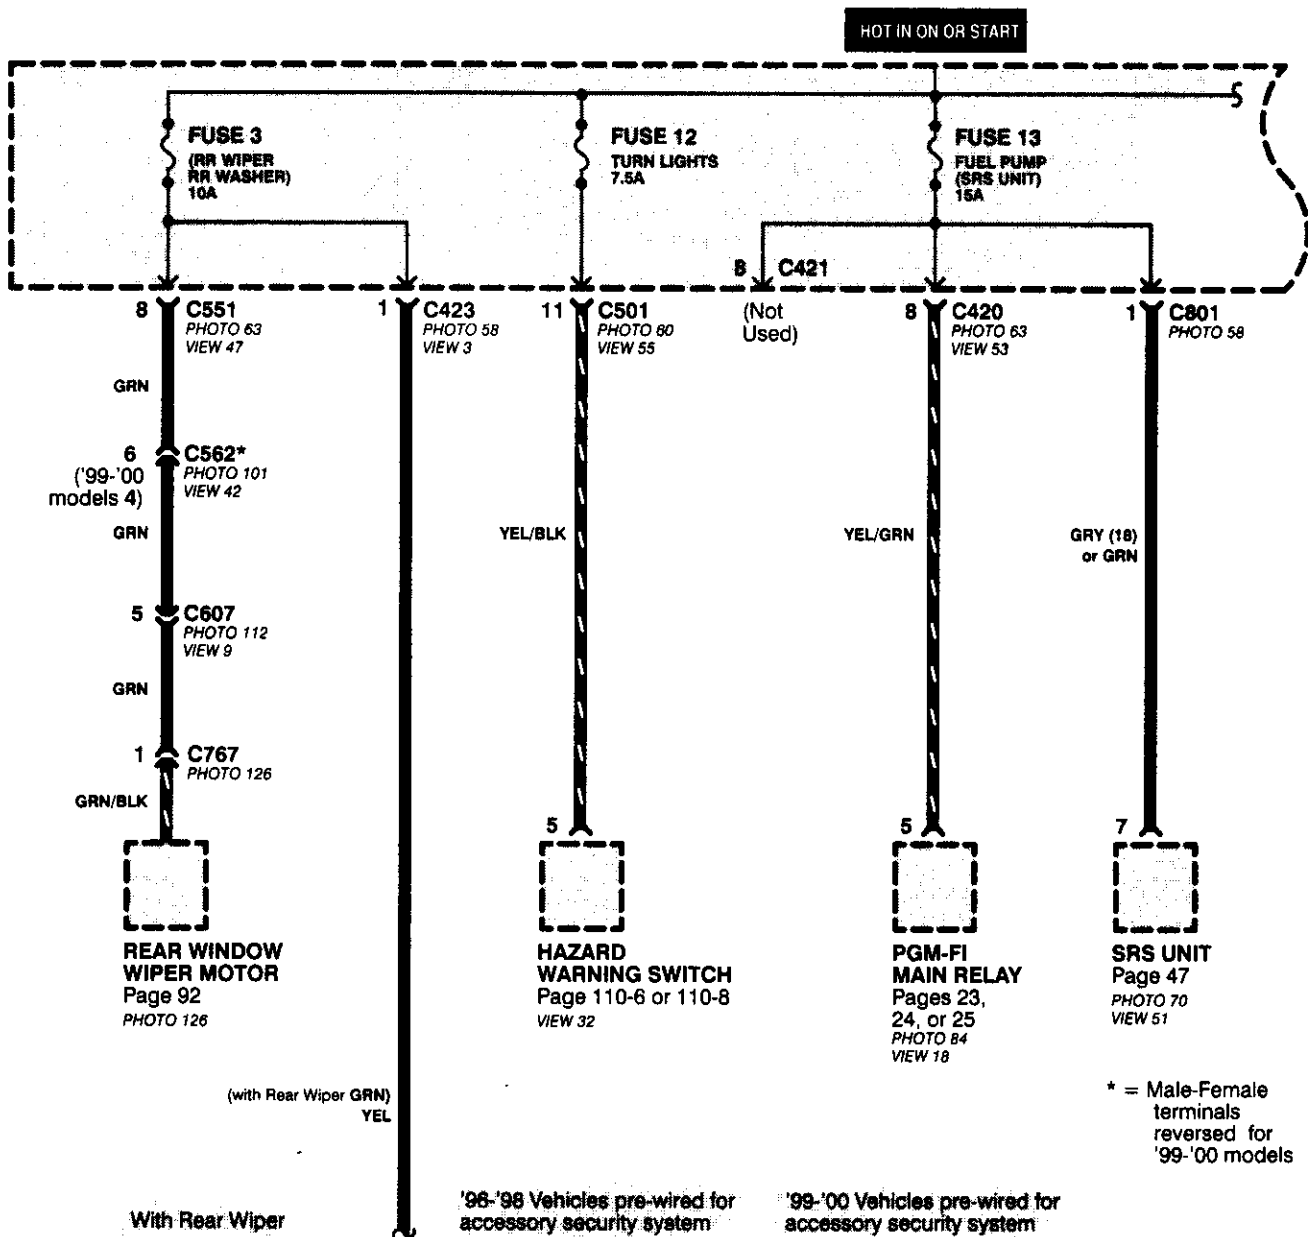 HOT IN ON OR START
FUSE 3
(RR WIPER
RR WASHER)
10A
FUSE 12
TURN LIGHTS
7.5A
FUSE 13
FUEL PUMP
(SRS UNIT)
15A
8 C421
(Not
Used)
8 C551
PHOTO 63
VIEW 47
1 C423
PHOTO 58
VIEW 3
11 C501
PHOTO 60
VIEW 55
8 C420
PHOTO 63
VIEW 53
1 C801
PHOTO 58
GRN
6 C562*
('99-'00
models 4)
PHOTO 101
VIEW 42
GRN
YEL/BLK
YEL/GRN
GRY (18)
or GRN
5 C607
PHOTO 112
VIEW 9
GRN
1 C767
PHOTO 126
GRN/BLK
5
5
7
REAR WINDOW
WIPER MOTOR
Page 92
PHOTO 126
HAZARD
WARNING SWITCH
Page 110-6 or 110-8
VIEW 32
PGM-FI
MAIN RELAY
Pages 23,
24, or 25
PHOTO 84
VIEW 18
SRS UNIT
Page 47
PHOTO 70
VIEW 51
(with Rear Wiper GRN)
YEL
* = Male-Female
terminals
reversed for
'99-'00 models
With Rear Wiper
'96-'98 Vehicles pre-wired for
accessory security system
'99-'00 Vehicles pre-wired for
accessory security system